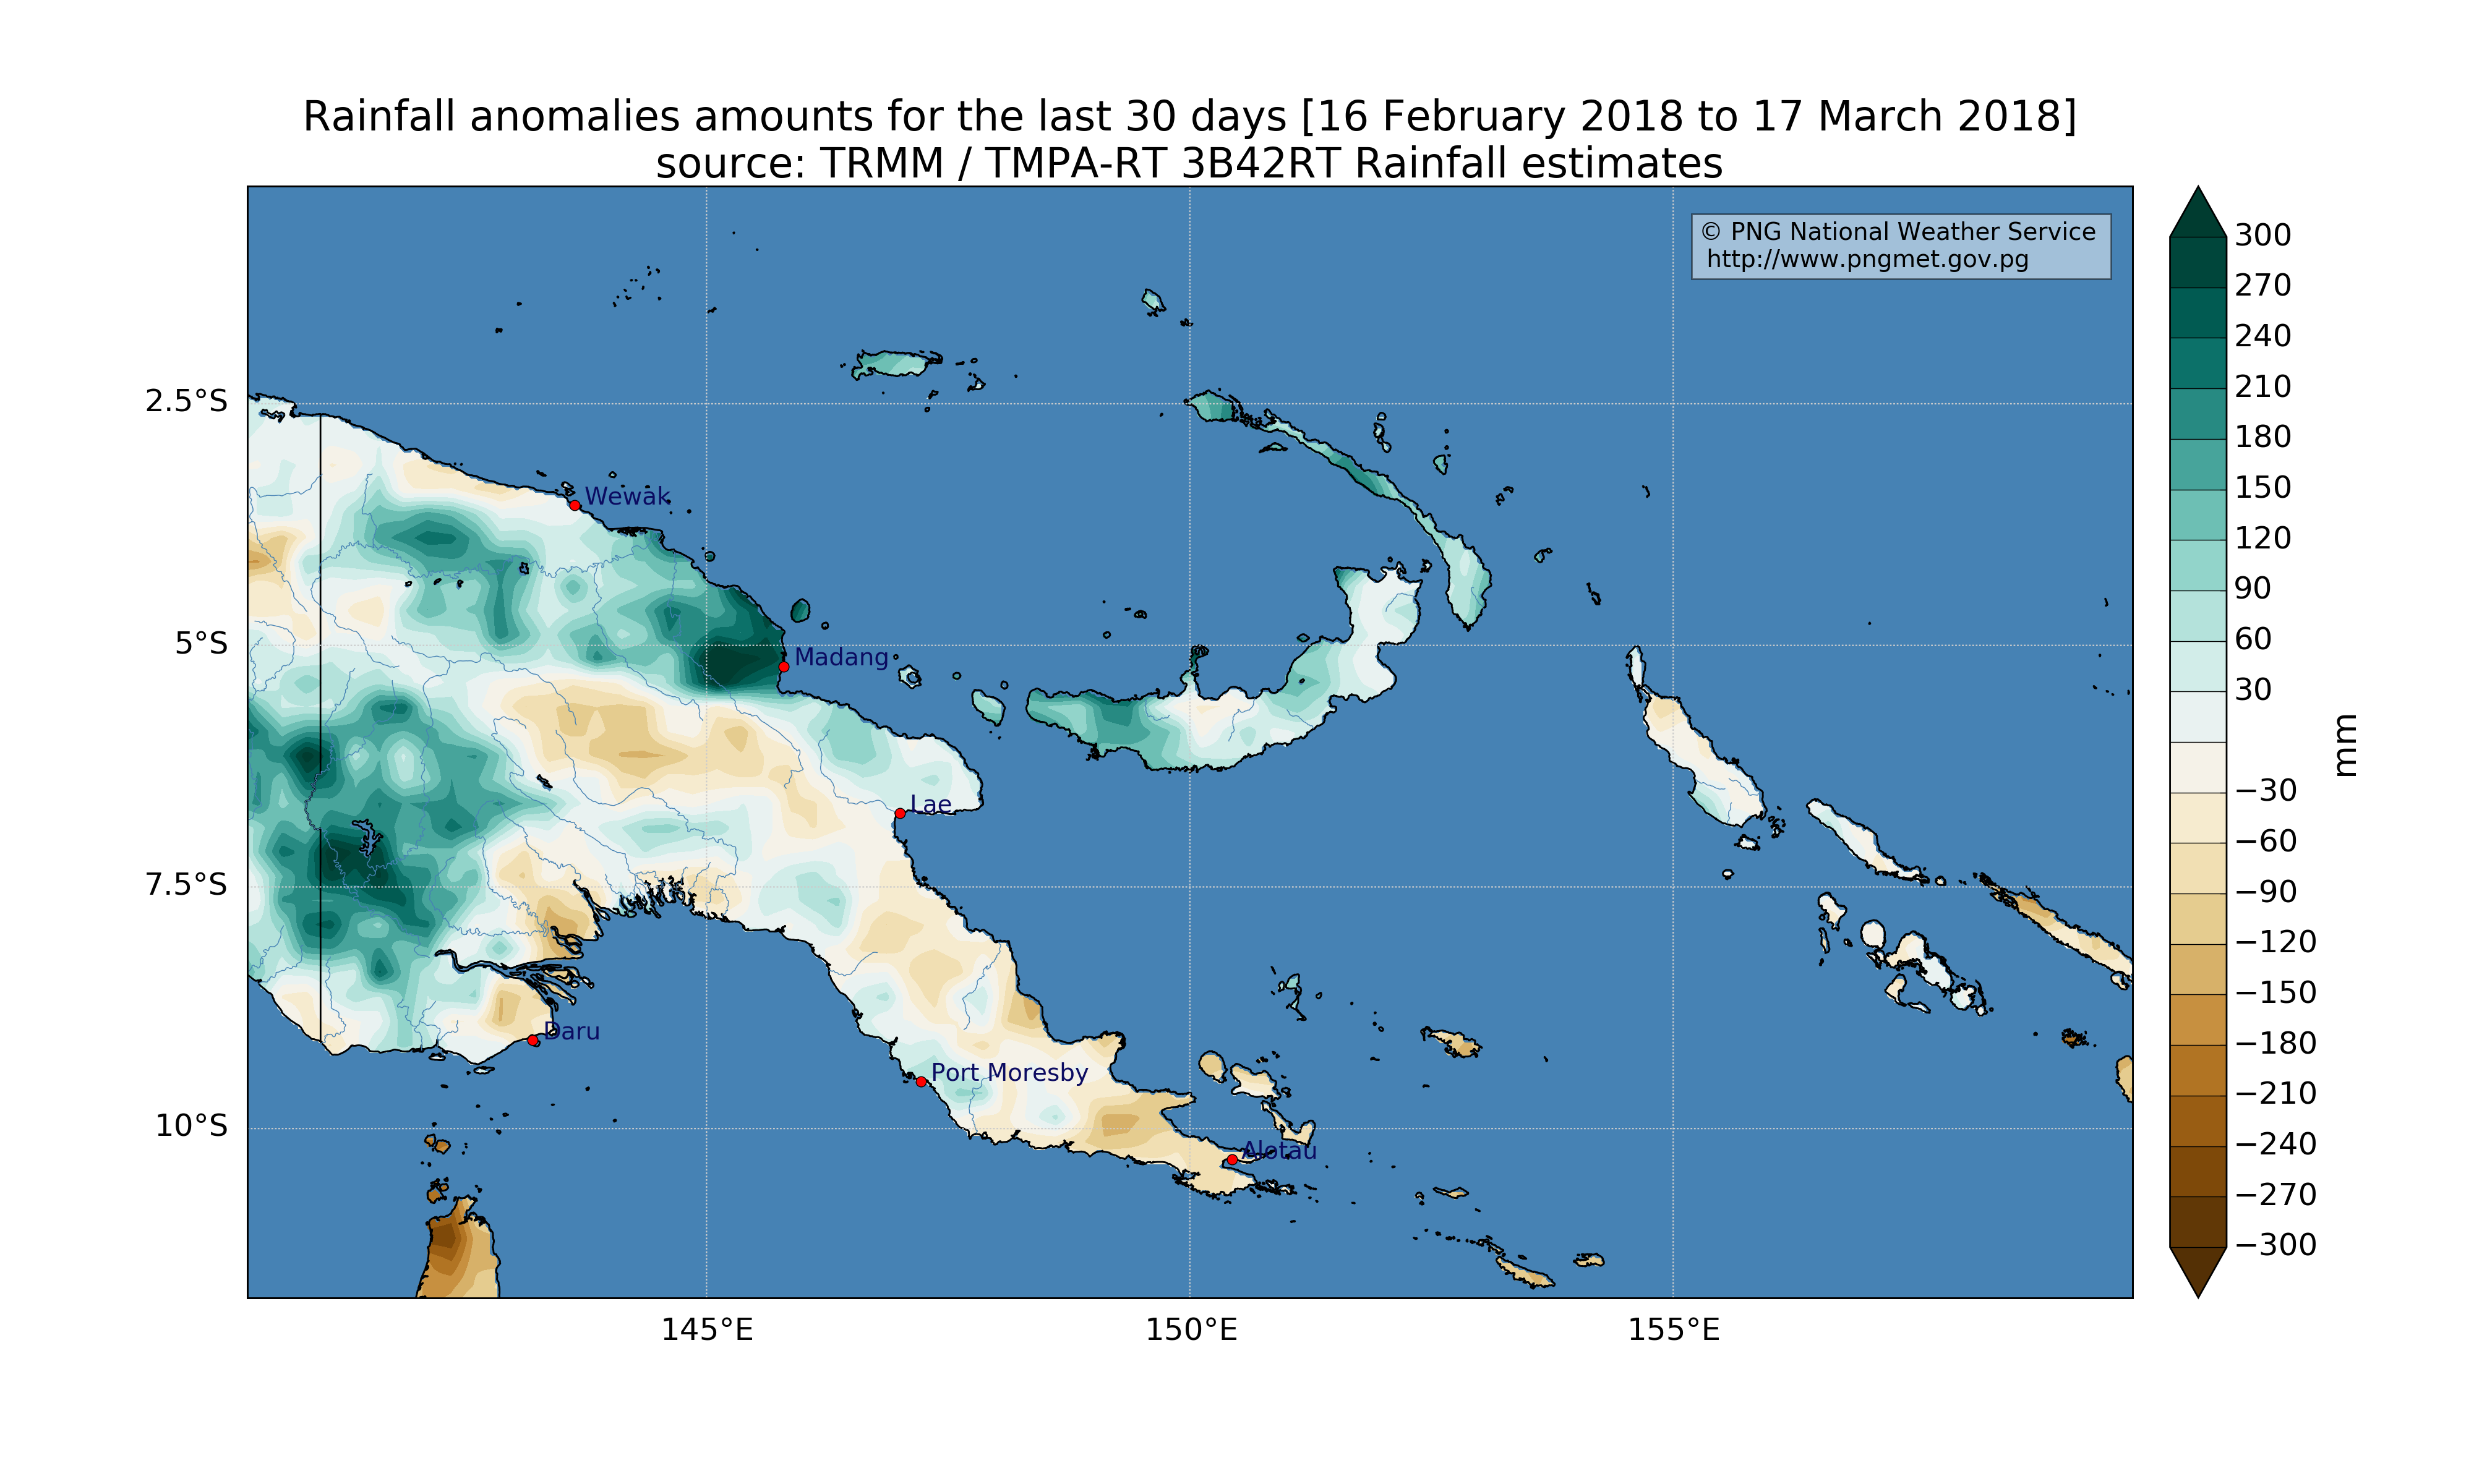 Rainfall anomalies amounts for the last 30 days [16 February 2018 to 17 March 2018]
source: TRMM / TMPA-RT 3B42RT Rainfall estimates
© PNG National Weather Service
http://www.pngmet.gov.pg
2.5°S
5°S
7.5°S
10°S
Wewak
Madang
Lae
Daru
Port Moresby
Alotau
145°E
150°E
155°E
300
270
240
210
180
150
120
90
60
30
−30
−60
−90
−120
−150
−180
−210
−240
−270
−300
mm